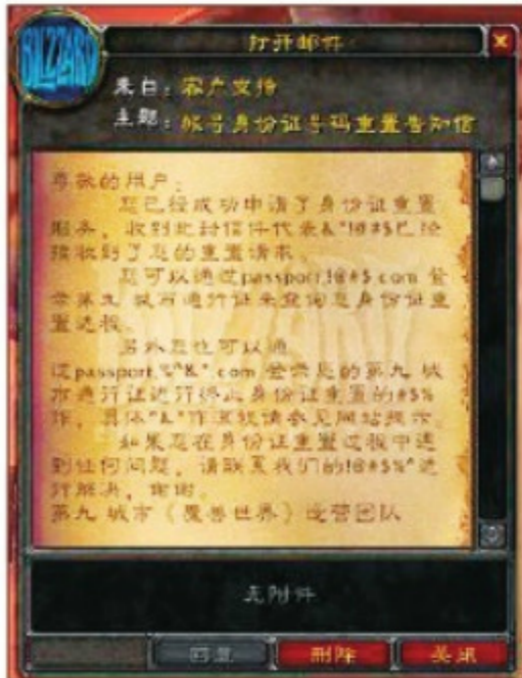 BLIZZARD
打开邮件
来自：客户支持
主题：帐号身份证号码重置告知信
尊敬的用户：
您已经成功申请了身份证重置
服务，收到此封信件代表&*!@#$已经
接收到了您的重置请求。
您可以通过passport.!@#$.com 登
录第九 城市通行证来查询您身份证重
置进程。
另外您也可以通
过passport.%^&*.com 登录您的第九 城
市通行证进行终止身份证重置的#$%
作，具体^&*作流程请参见网站提示。
如果您在身份证重置过程中遇
到任何问题，请联系我们的!@#$%^进
行解决，谢谢。
第九 城市《魔兽世界》运营团队
无附件
回复
删除
关闭